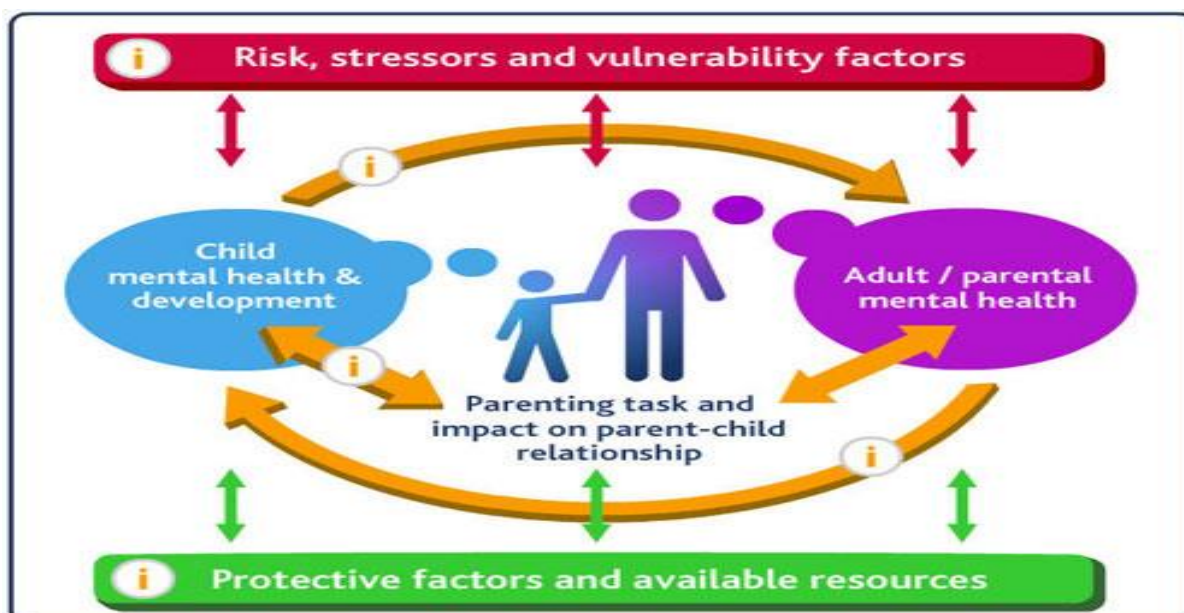 i
Risk, stressors and vulnerability factors
i
Child
mental health &
development
Adult / parental
mental health
i
Parenting task and
impact on parent-child
relationship
i
i
Protective factors and available resources